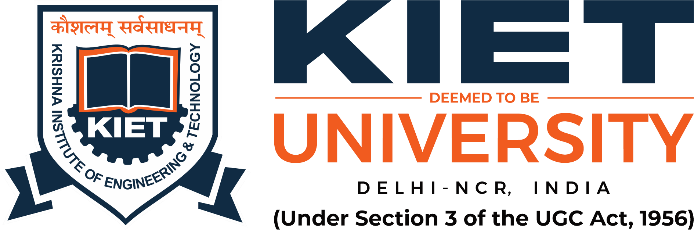 कौशलम् सर्वसाधनम्
KRISHNA INSTITUTE OF ENGINEERING & TECHNOLOGY
KIET
KIET
DEEMED TO BE
UNIVERSITY
DELHI-NCR, INDIA
(Under Section 3 of the UGC Act, 1956)